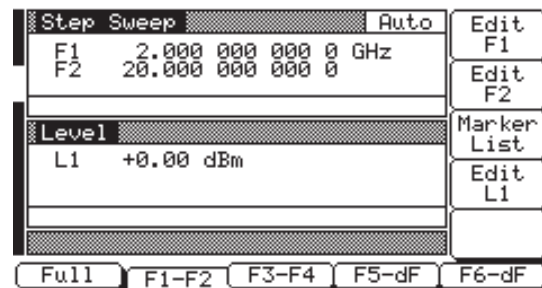 Step Sweep Auto
F1 2.000 000 000 0 GHz
F2 20.000 000 000 0
Level
L1 +0.00 dBm
Edit
F1
Edit
F2
Marker
List
Edit
L1
Full F1-F2 F3-F4 F5-dF F6-dF